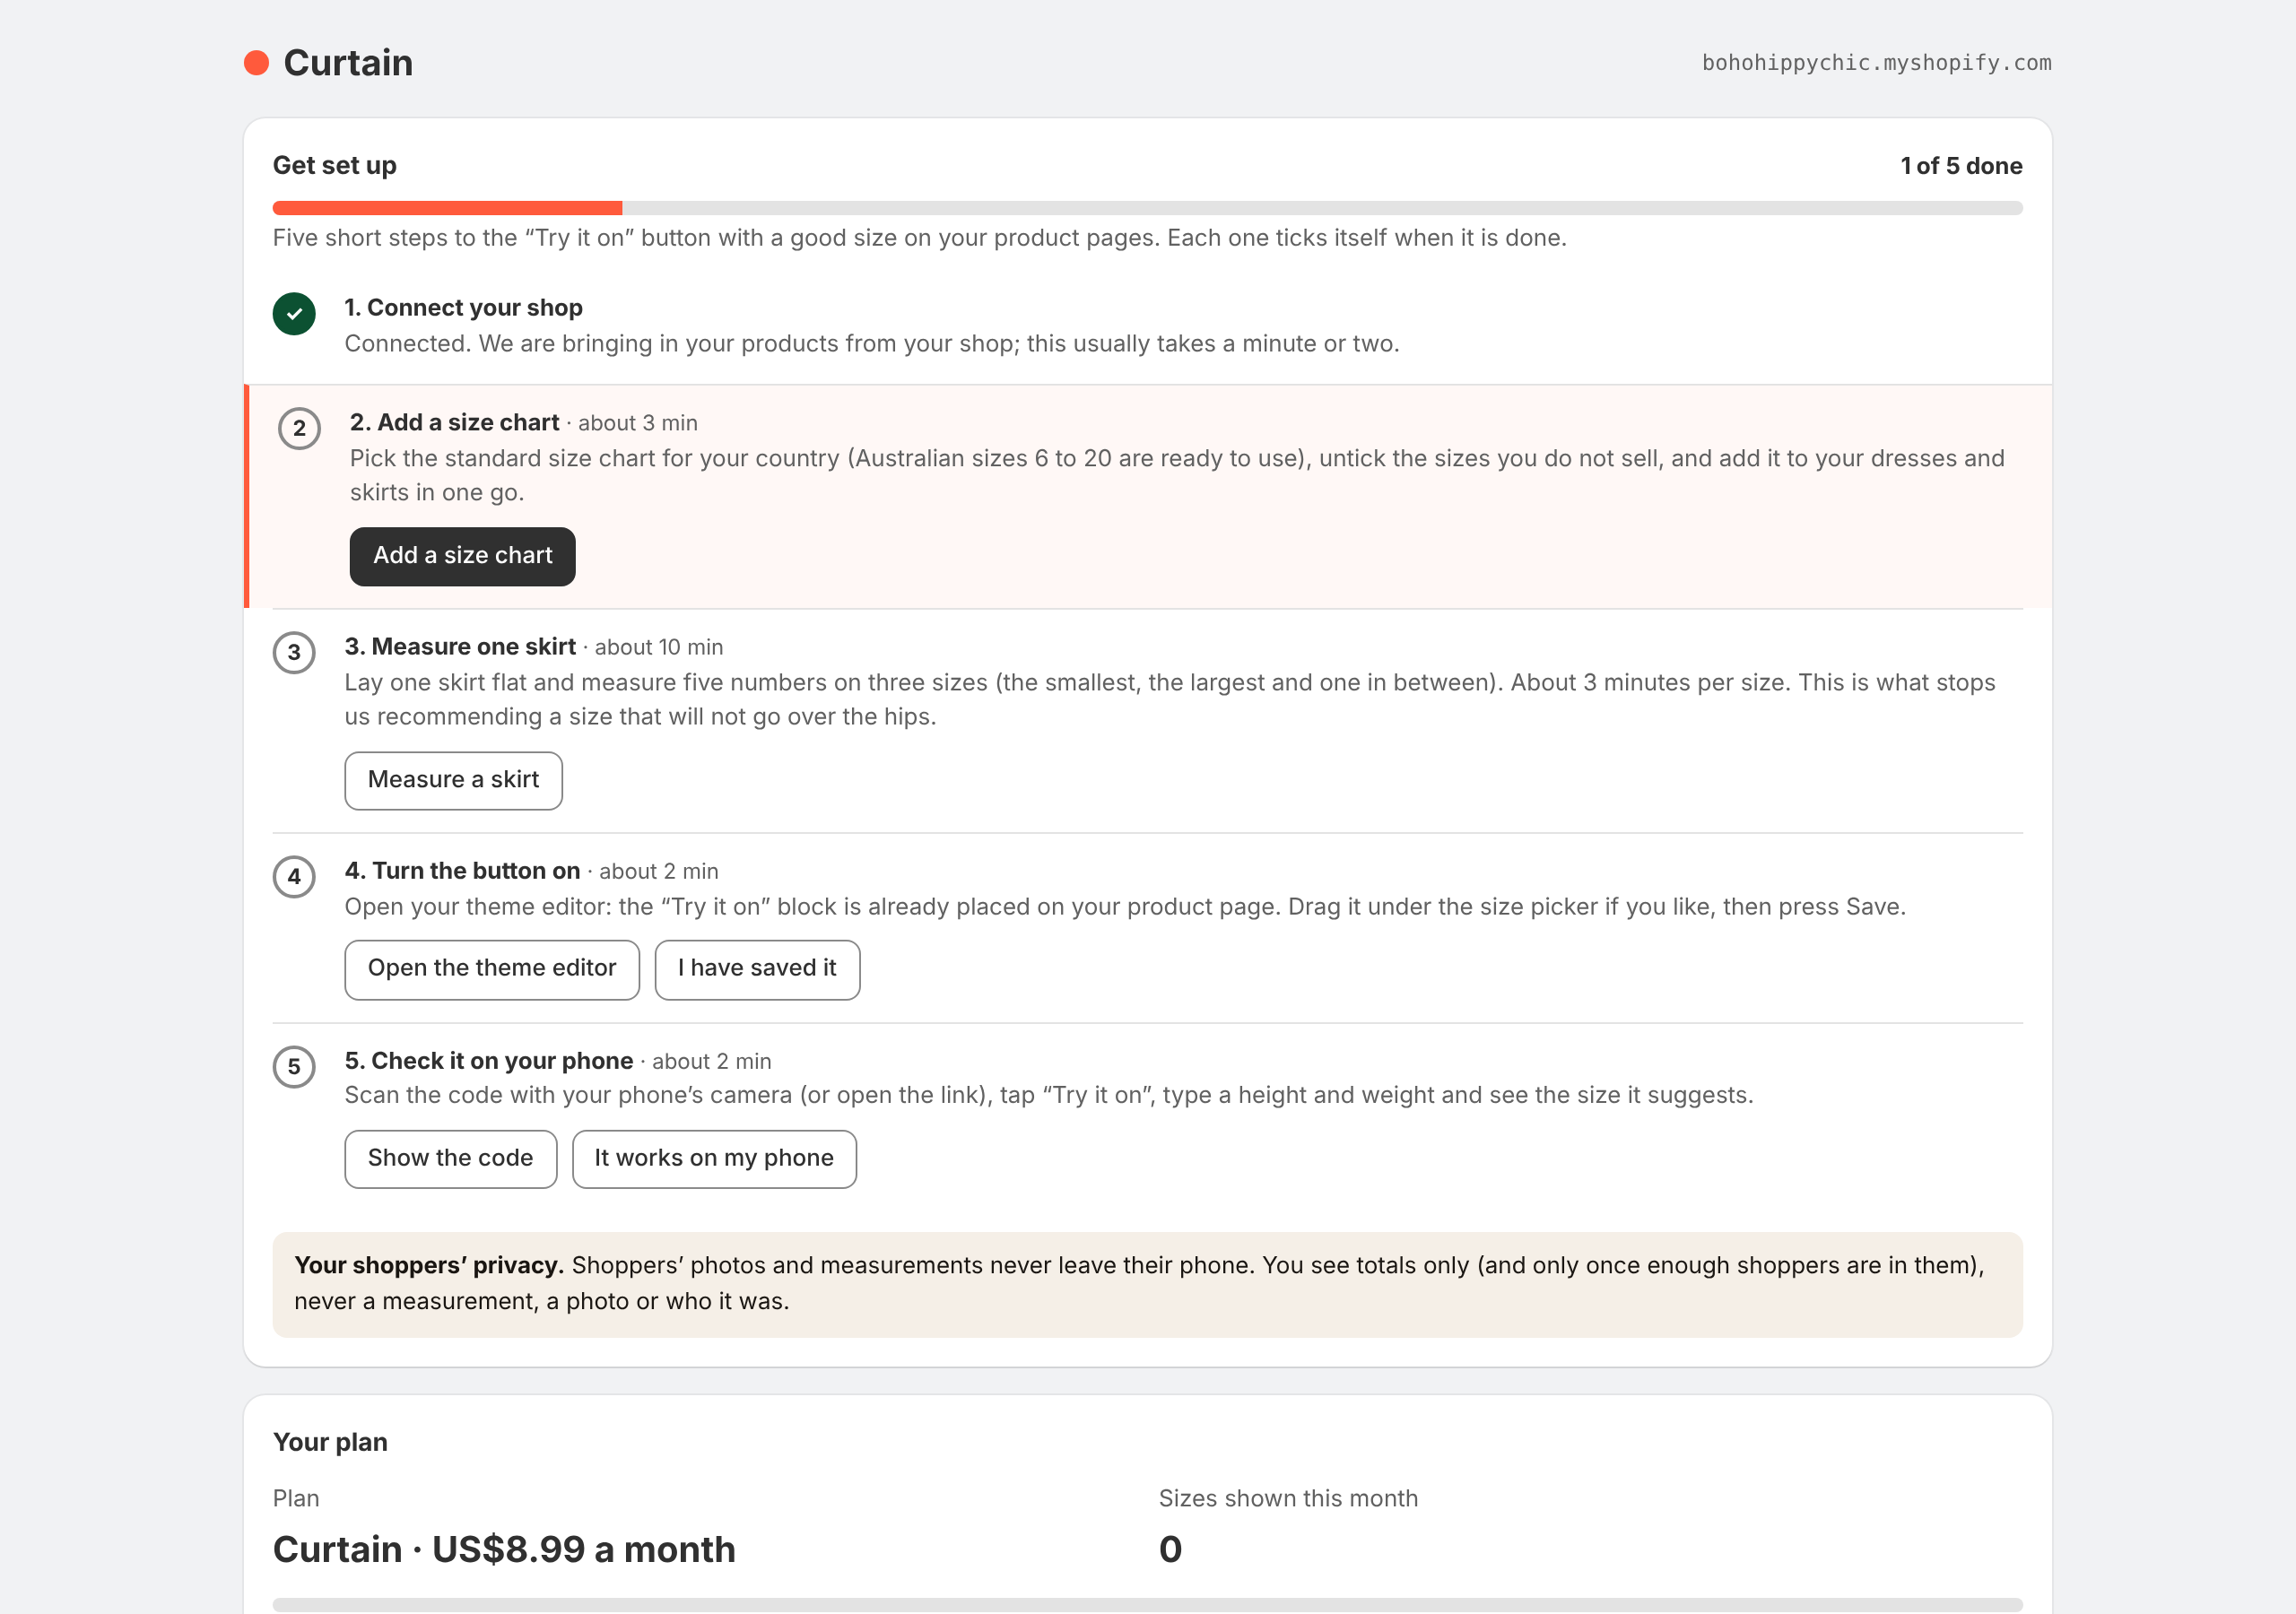 Curtain
bohohippychic.myshopify.com
Get set up
1 of 5 done
Five short steps to the “Try it on” button with a good size on your product pages. Each one ticks itself when it is done.
1. Connect your shop
Connected. We are bringing in your products from your shop; this usually takes a minute or two.
2
2. Add a size chart · about 3 min
Pick the standard size chart for your country (Australian sizes 6 to 20 are ready to use), untick the sizes you do not sell, and add it to your dresses and
skirts in one go.
Add a size chart
3
3. Measure one skirt · about 10 min
Lay one skirt flat and measure five numbers on three sizes (the smallest, the largest and one in between). About 3 minutes per size. This is what stops
us recommending a size that will not go over the hips.
Measure a skirt
4
4. Turn the button on · about 2 min
Open your theme editor: the “Try it on” block is already placed on your product page. Drag it under the size picker if you like, then press Save.
Open the theme editor
I have saved it
5
5. Check it on your phone · about 2 min
Scan the code with your phone’s camera (or open the link), tap “Try it on”, type a height and weight and see the size it suggests.
Show the code
It works on my phone
Your shoppers’ privacy. Shoppers’ photos and measurements never leave their phone. You see totals only (and only once enough shoppers are in them),
never a measurement, a photo or who it was.
Your plan
Plan
Sizes shown this month
Curtain · US$8.99 a month
0